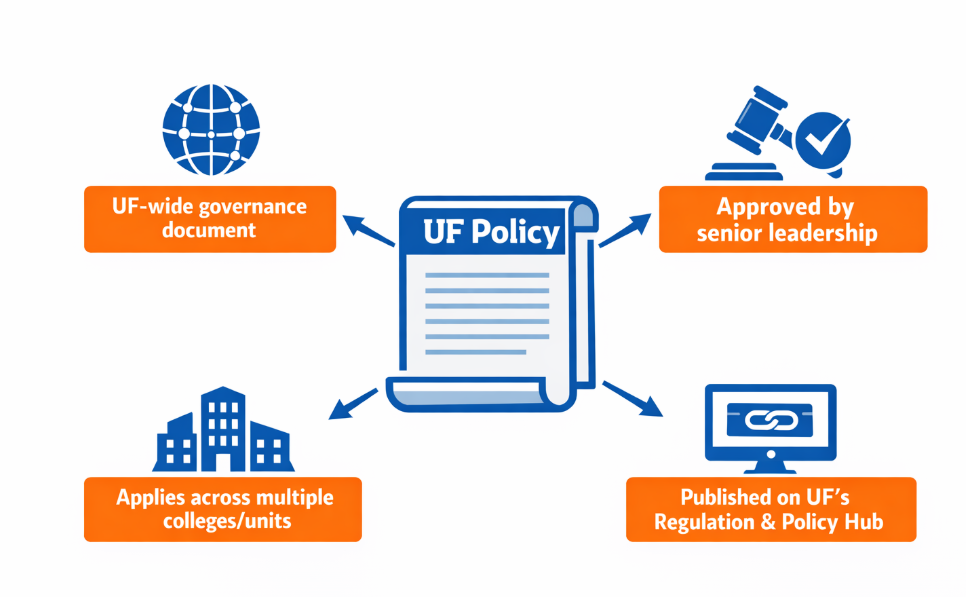 UF-wide governance
document
Approved by
senior leadership
UF Policy
Applies across multiple
colleges/units
Published on UF's
Regulation & Policy Hub